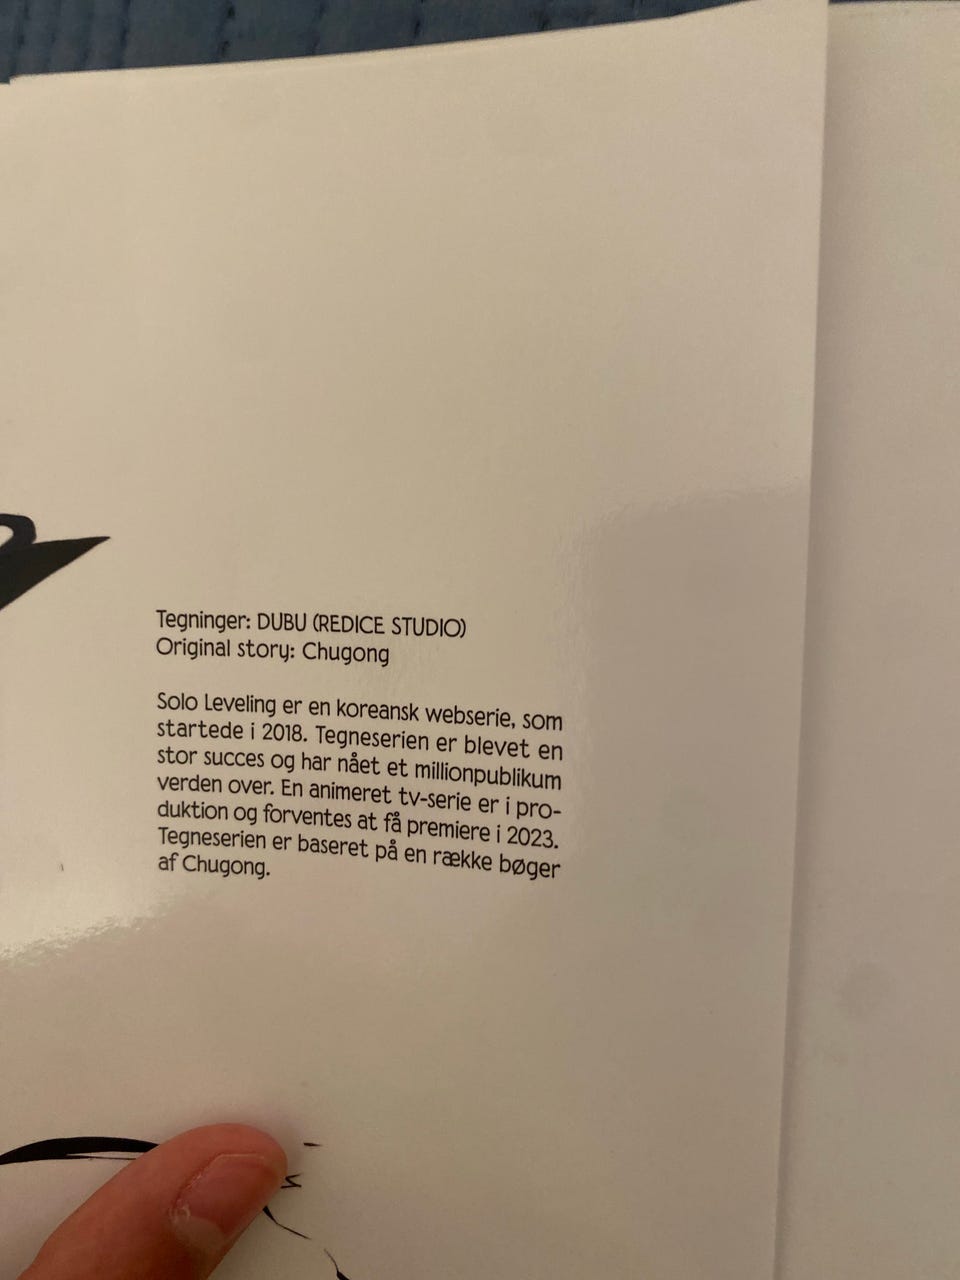 Tegninger: DUBU (REDICE STUDIO)
Original story: Chugong
Solo Leveling er en koreansk webserie, som
startede i 2018. Tegneserien er blevet en
stor succes og har nået et millionpublikum
verden over. En animeret tv-serie er i pro-
duktion og forventes at få premiere i 2023.
Tegneserien er baseret på en række bøger
af Chugong.